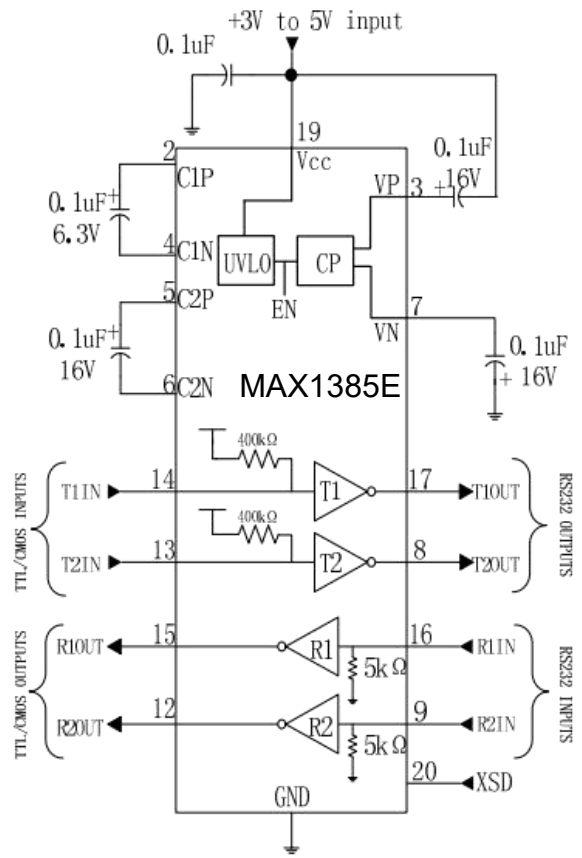 +3V to 5V input
0.1uF
19
Vcc
2
C1P
0.1uF+
6.3V
4
C1N
5
C2P
0.1uF+
16V
6
C2N
VP
3
0.1uF
+16V
UVLO
CP
EN
7
VN
0.1uF
+ 16V
MAX1385E
TTL/CMOS INPUTS
T1IN
14
400kΩ
T1
17
T1OUT
T2IN
13
400kΩ
T2
8
T2OUT
RS232 OUTPUTS
TTL/CMOS OUTPUTS
R1OUT
15
R1
5kΩ
16
R1IN
R2OUT
12
R2
5kΩ
9
R2IN
RS232 INPUTS
20
XSD
GND